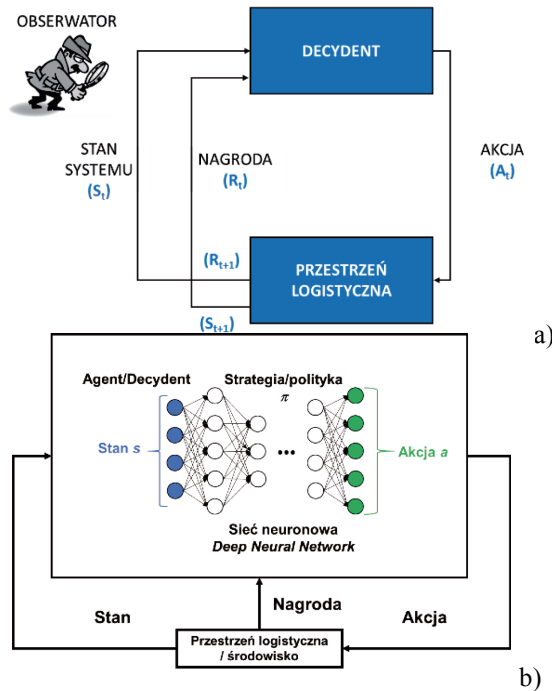 OBSERWATOR
DECYDENT
STAN
SYSTEMU
(Sₜ)
NAGRODA
(Rₜ)
AKCJA
(Aₜ)
(Rₜ₊₁)
PRZESTRZEŃ
LOGISTYCZNA
(Sₜ₊₁)
a)
Agent/Decydent
Strategia/polityka
π
Stan s
...
Akcja a
Sieć neuronowa
Deep Neural Network
Stan
Nagroda
Akcja
Przestrzeń logistyczna
/ środowisko
b)